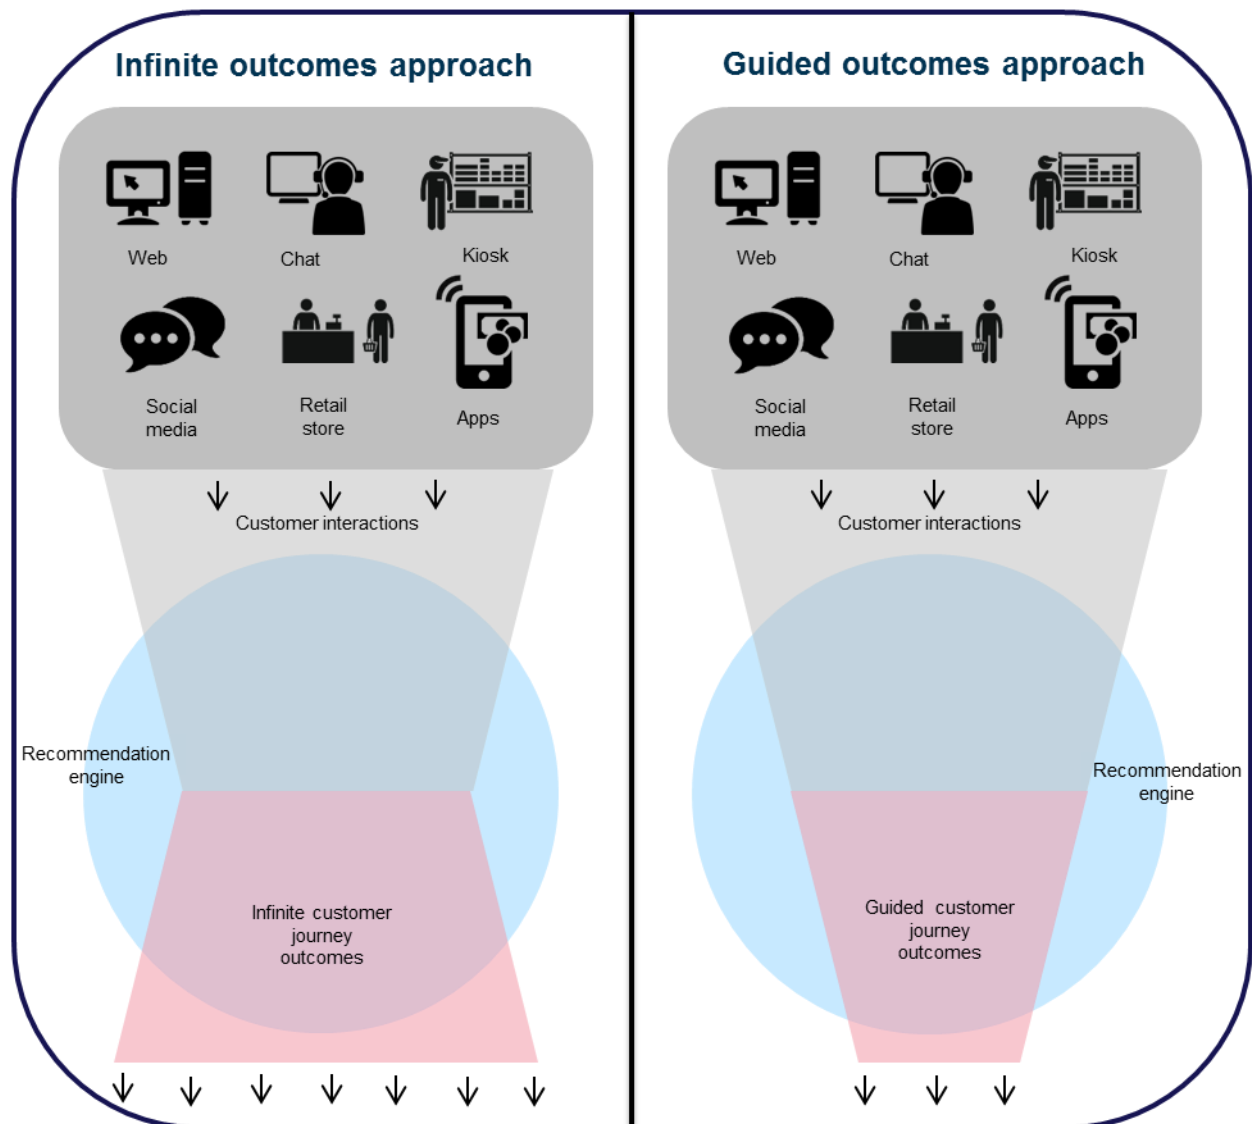 Infinite outcomes approach
Web
Chat
Kiosk
Social
media
Retail
store
Apps
Customer interactions
Recommendation
engine
Infinite customer
journey
outcomes
Guided outcomes approach
Web
Chat
Kiosk
Social
media
Retail
store
Apps
Customer interactions
Recommendation
engine
Guided customer
journey
outcomes